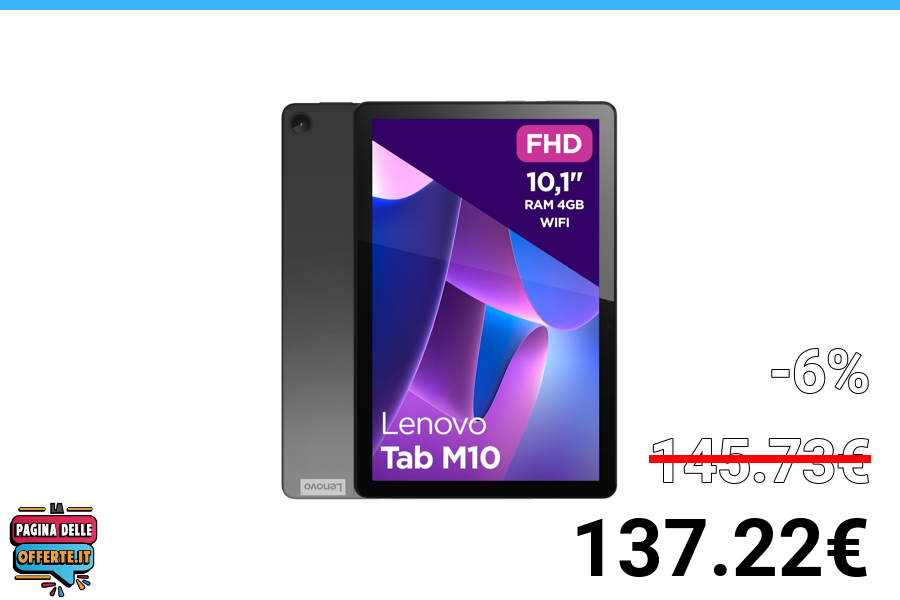 FHD
10,1"
RAM 4GB
WIFI
Lenovo
Tab M10
Lenovo
-6%
145.73€
137.22€
LA
PAGINA DELLE
OFFERTE.IT